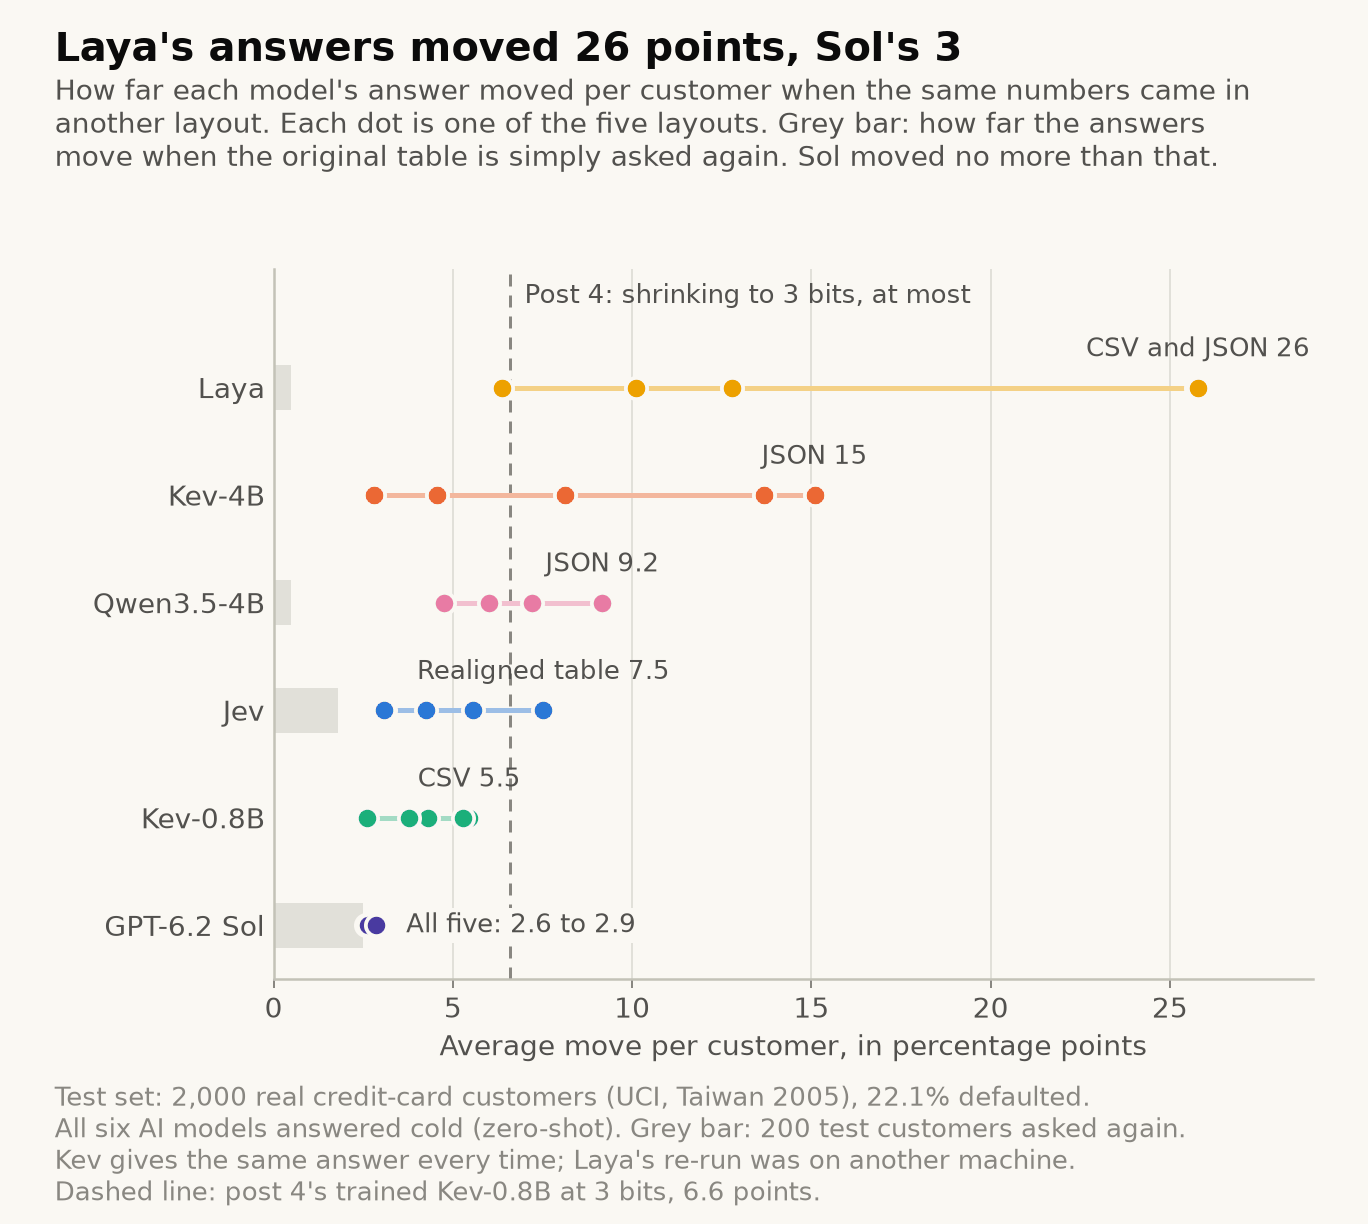 Laya's answers moved 26 points, Sol's 3
How far each model's answer moved per customer when the same numbers came in
another layout. Each dot is one of the five layouts. Grey bar: how far the answers
move when the original table is simply asked again. Sol moved no more than that.
Post 4: shrinking to 3 bits, at most
CSV and JSON 26
Laya
JSON 15
Kev-4B
JSON 9.2
Qwen3.5-4B
Realigned table 7.5
Jev
CSV 5.5
Kev-0.8B
GPT-6.2 Sol
All five: 2.6 to 2.9
0 5 10 15 20 25
Average move per customer, in percentage points
Test set: 2,000 real credit-card customers (UCI, Taiwan 2005), 22.1% defaulted.
All six AI models answered cold (zero-shot). Grey bar: 200 test customers asked again.
Kev gives the same answer every time; Laya's re-run was on another machine.
Dashed line: post 4's trained Kev-0.8B at 3 bits, 6.6 points.